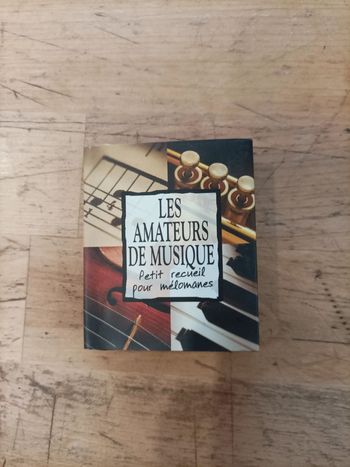 LES
AMATEURS
DE MUSIQUE
Petit recueil
pour mélomanes